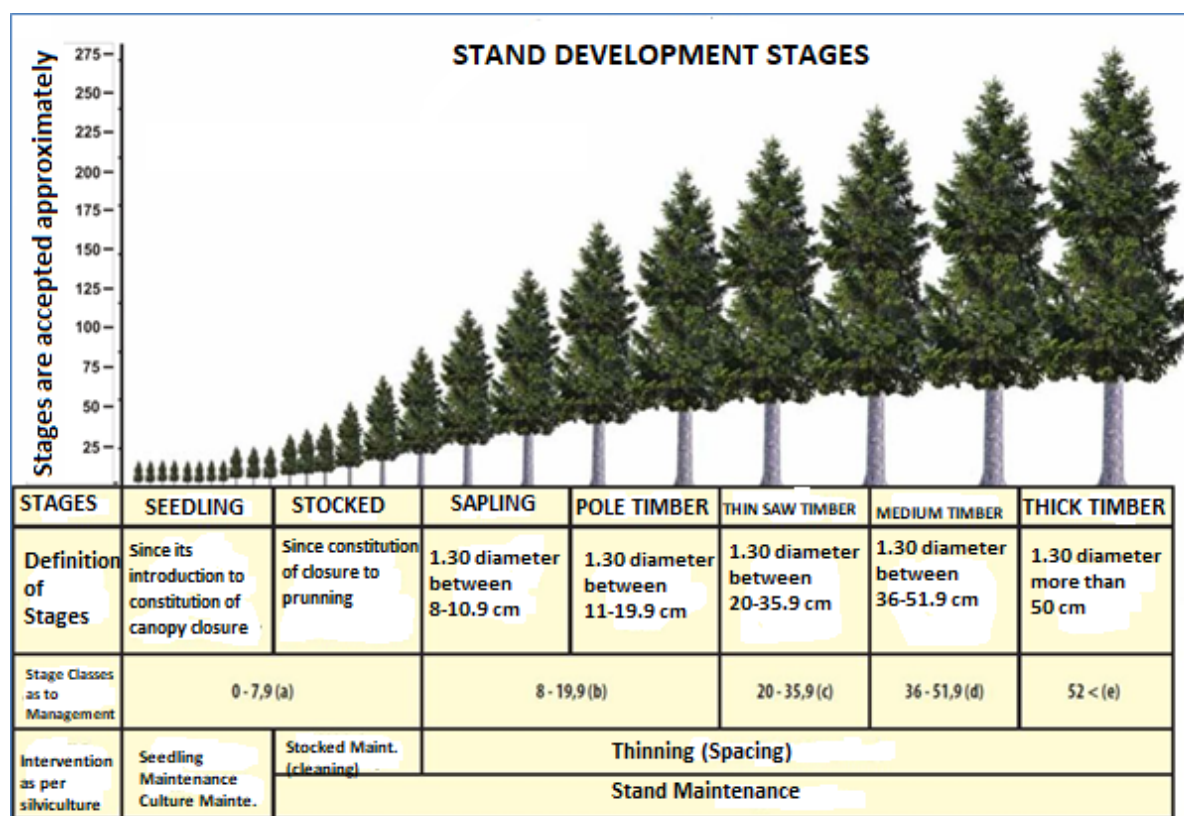 STAND DEVELOPMENT STAGES
Stages are accepted approximately
275
250
225
200
175
150
125
100
75
50
25
STAGES
SEEDLING
STOCKED
SAPLING
POLE TIMBER
THIN SAW TIMBER
MEDIUM TIMBER
THICK TIMBER
Definition
of
Stages
Since its
introduction to
constitution of
canopy closure
Since constitution
of closure to
prunning
1.30 diameter
between
8-10.9 cm
1.30 diameter
between
11-19.9 cm
1.30 diameter
between
20-35.9 cm
1.30 diameter
between
36-51.9 cm
1.30 diameter
more than
50 cm
Stage Classes
as to
Management
0 - 7,9 (a)
8 - 19,9 (b)
20 - 35,9 (c)
36 - 51,9 (d)
52 < (e)
Intervention
as per
silviculture
Seedling
Maintenance
Culture Mainte.
Stocked Maint.
(cleaning)
Thinning (Spacing)
Stand Maintenance